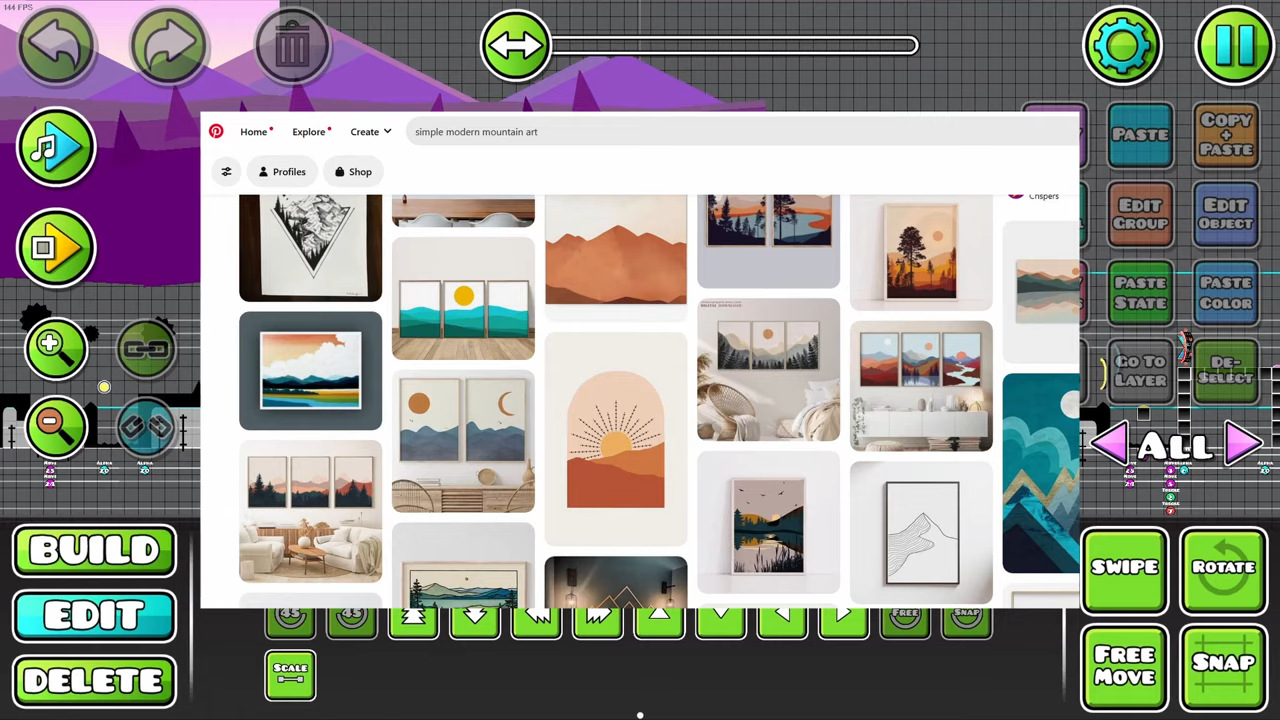 144 FPS
Home
Explore
Create
simple modern mountain art
Profiles
Shop
Crispers
PASTE
COPY
+
PASTE
EDIT
GROUP
EDIT
OBJECT
PASTE
STATE
PASTE
COLOR
GO TO
LAYER
DE-
SELECT
ALL
BUILD
EDIT
DELETE
45
45
FREE
SNAP
SCALE
SWIPE
ROTATE
FREE
MOVE
SNAP